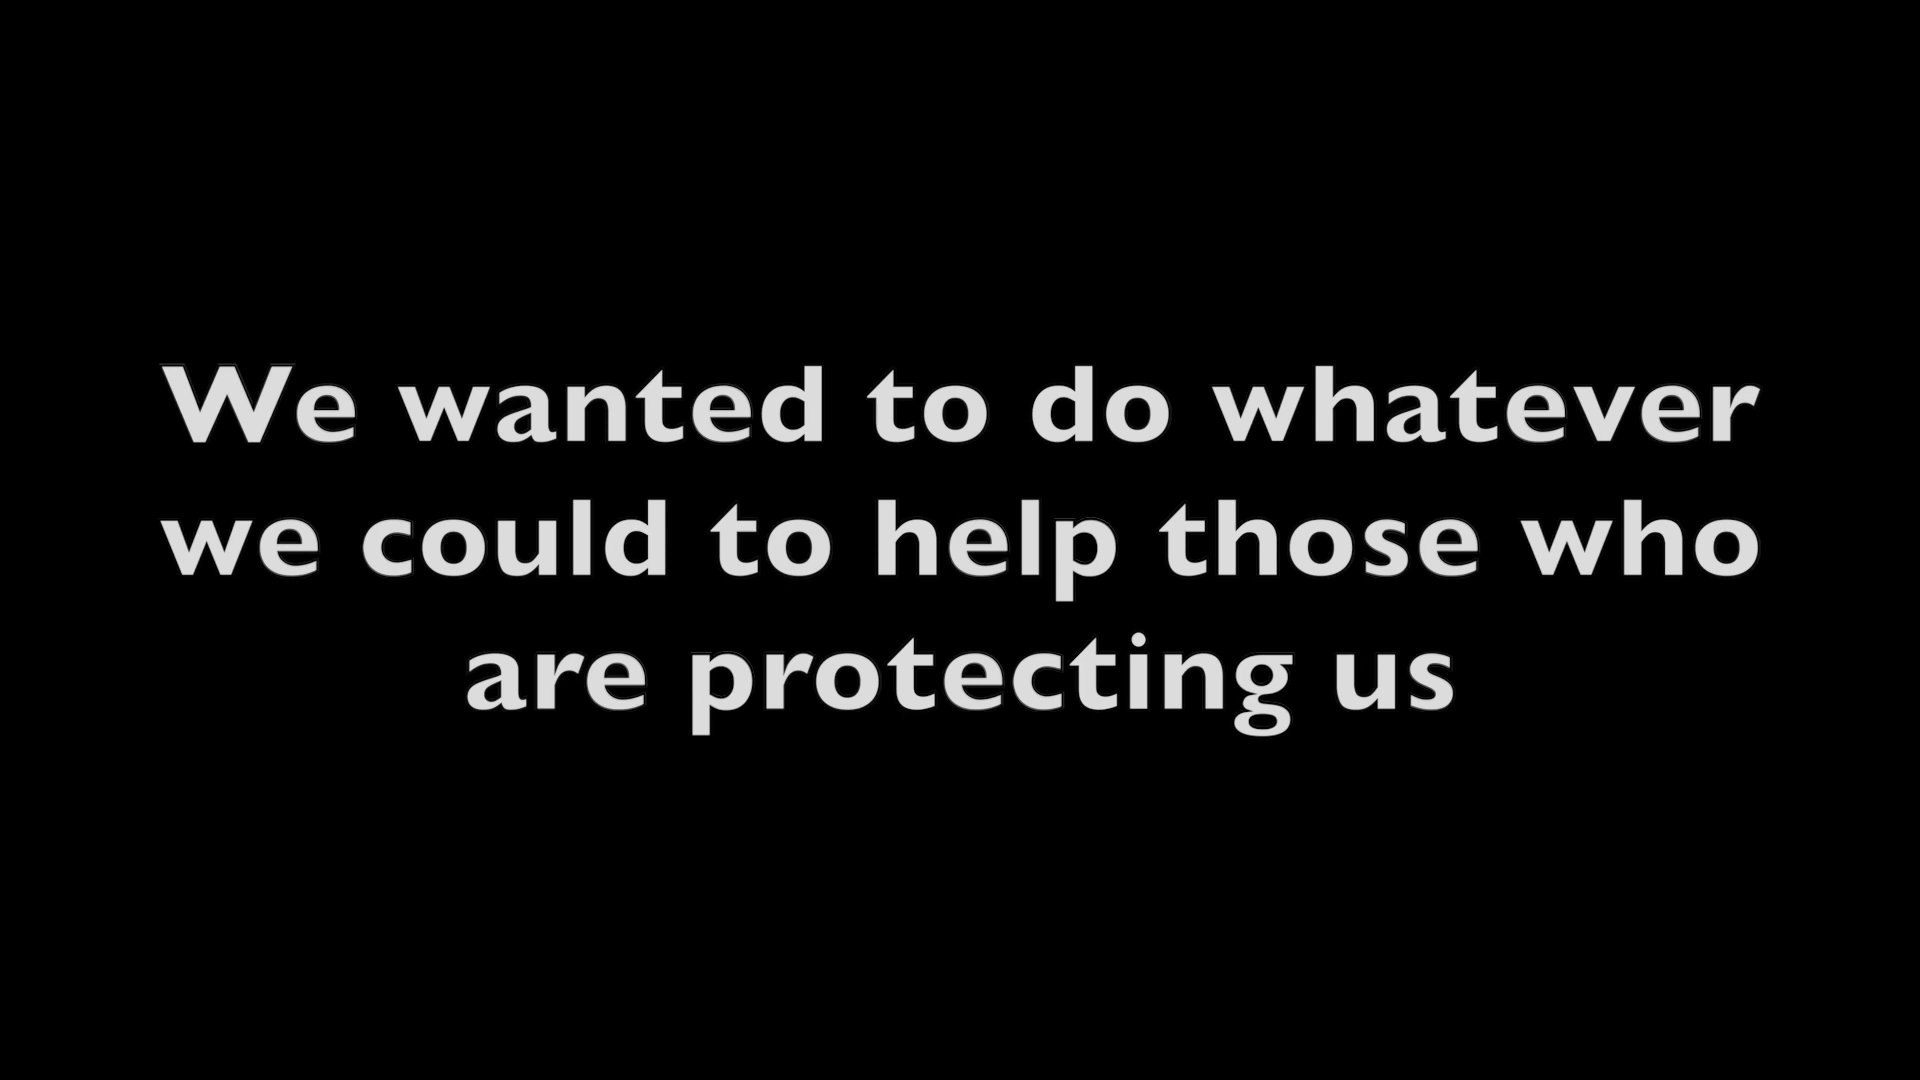 We wanted to do whatever
we could to help those who
are protecting us